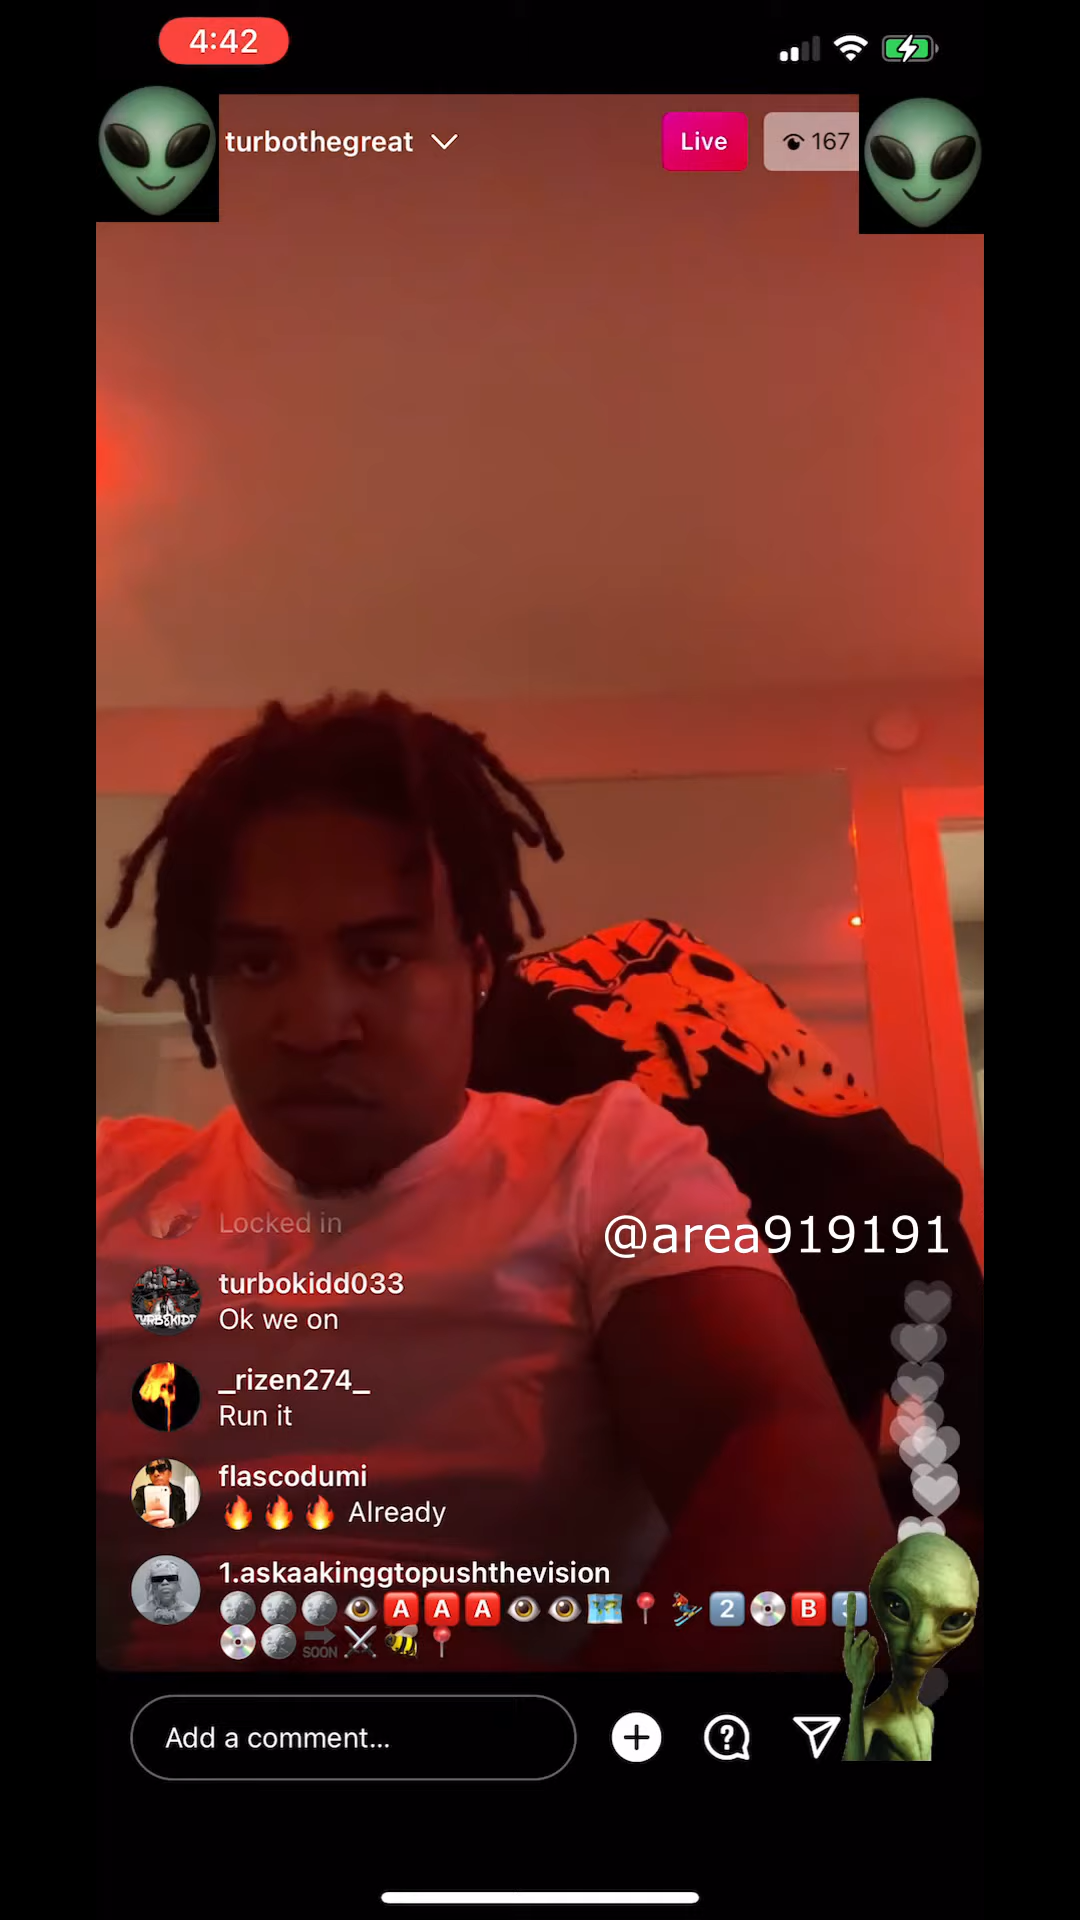 4:42
turbothegreat
Live
167
Locked in
@area919191
turbokidd033
Ok we on
_rizen274_
Run it
flascodumi
🔥🔥🔥 Already
1.askaakinggtopushthevision
👁️🅰️🅰️🅰️👁️👁️🗺️📍⛷️2️⃣💿🅱️
💿🔜⚔️🐝📍
Add a comment...